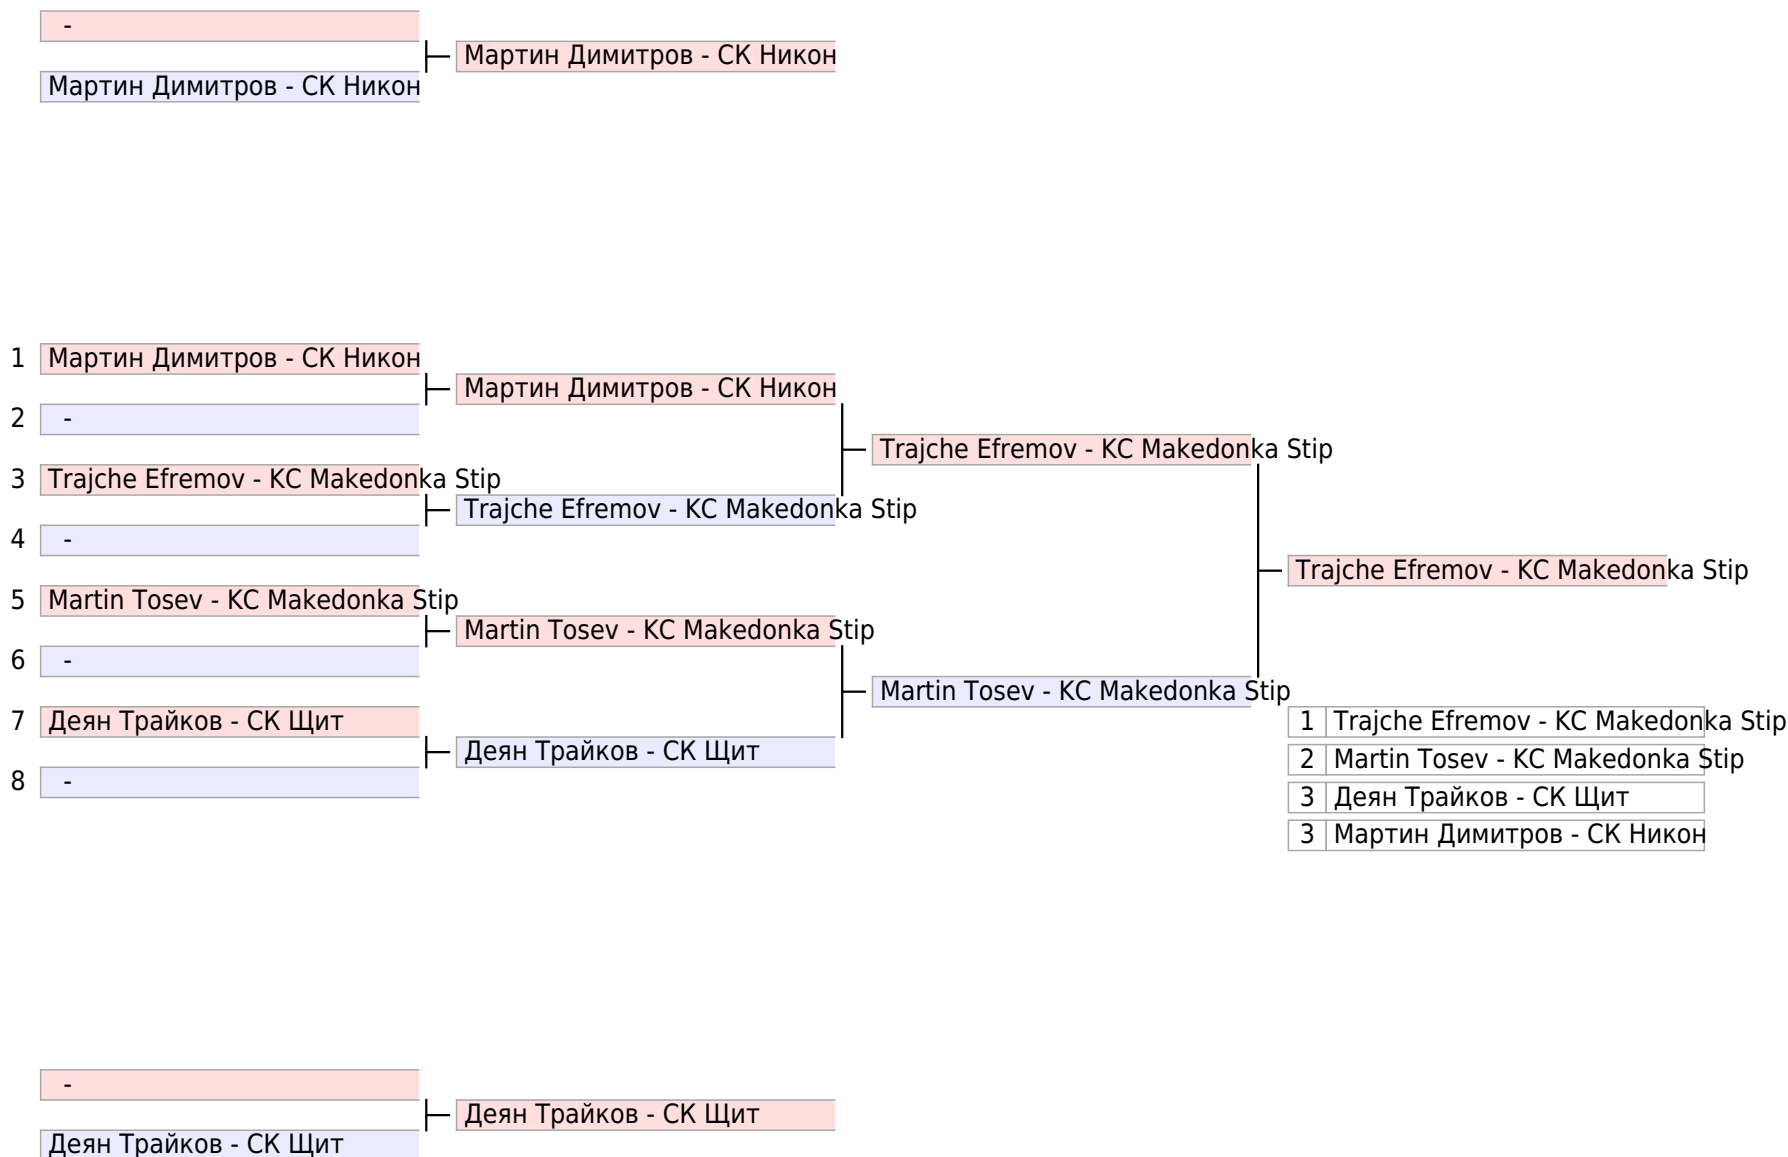 -
Мартин Димитров - СК Никон
Мартин Димитров - СК Никон
1 Мартин Димитров - СК Никон
Мартин Димитров - СК Никон
2 -
Trajche Efremov - KC Makedonka Stip
3 Trajche Efremov - KC Makedonka Stip
Trajche Efremov - KC Makedonka Stip
4 -
Trajche Efremov - KC Makedonka Stip
5 Martin Tosev - KC Makedonka Stip
Martin Tosev - KC Makedonka Stip
6 -
Martin Tosev - KC Makedonka Stip
7 Деян Трайков - СК Щит
Деян Трайков - СК Щит
8 -
1 Trajche Efremov - KC Makedonka Stip
2 Martin Tosev - KC Makedonka Stip
3 Деян Трайков - СК Щит
3 Мартин Димитров - СК Никон
-
Деян Трайков - СК Щит
Деян Трайков - СК Щит